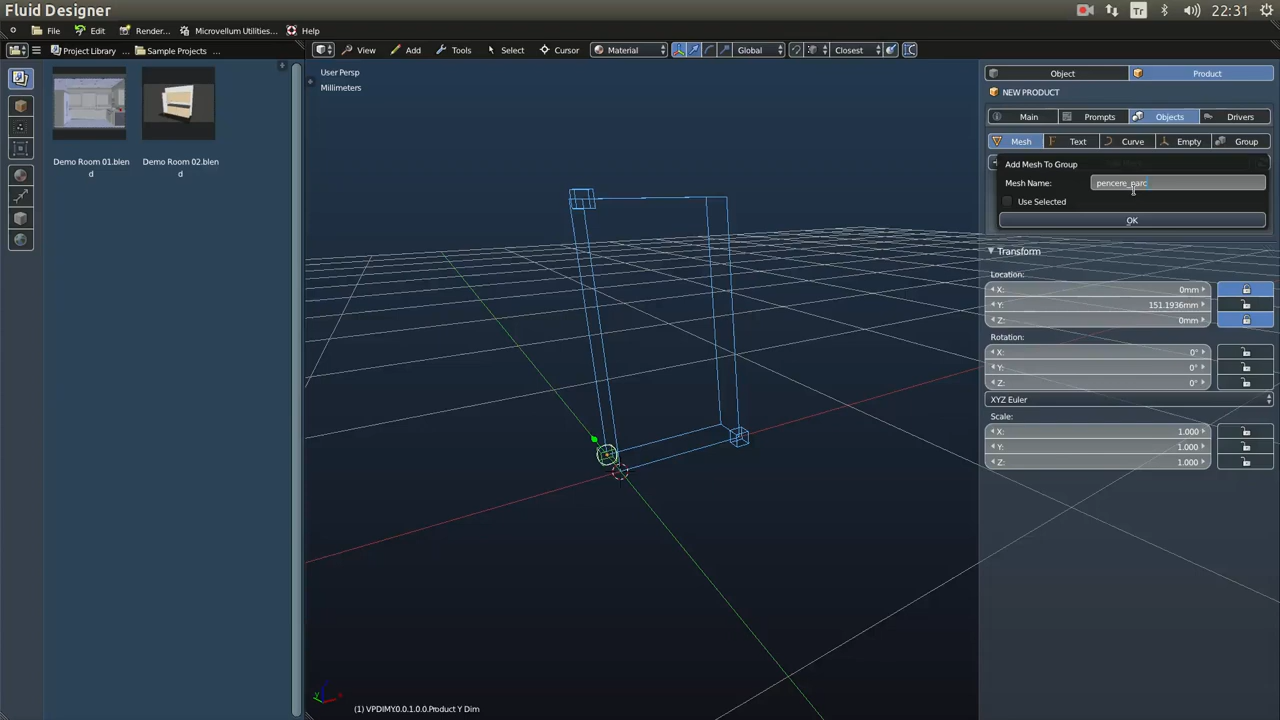 Fluid Designer
Tr
22:31
File
Edit
Render...
Microvellum Utilities...
Help
Project Library
Sample Projects
View
Add
Tools
Select
Cursor
Material
Global
Closest
Demo Room 01.blen
d
Demo Room 02.blen
d
User Persp
Millimeters
Object
Product
NEW PRODUCT
Main
Prompts
Objects
Drivers
Mesh
Text
Curve
Empty
Group
Add Mesh To Group
Mesh Name:
pencere_parc
Use Selected
OK
Transform
Location:
X: 0mm
Y: 151.1936mm
Z: 0mm
Rotation:
X: 0°
Y: 0°
Z: 0°
XYZ Euler
Scale:
X: 1.000
Y: 1.000
Z: 1.000
y
x
(1) VPDIMY.0.0.1.0.0.Product Y Dim